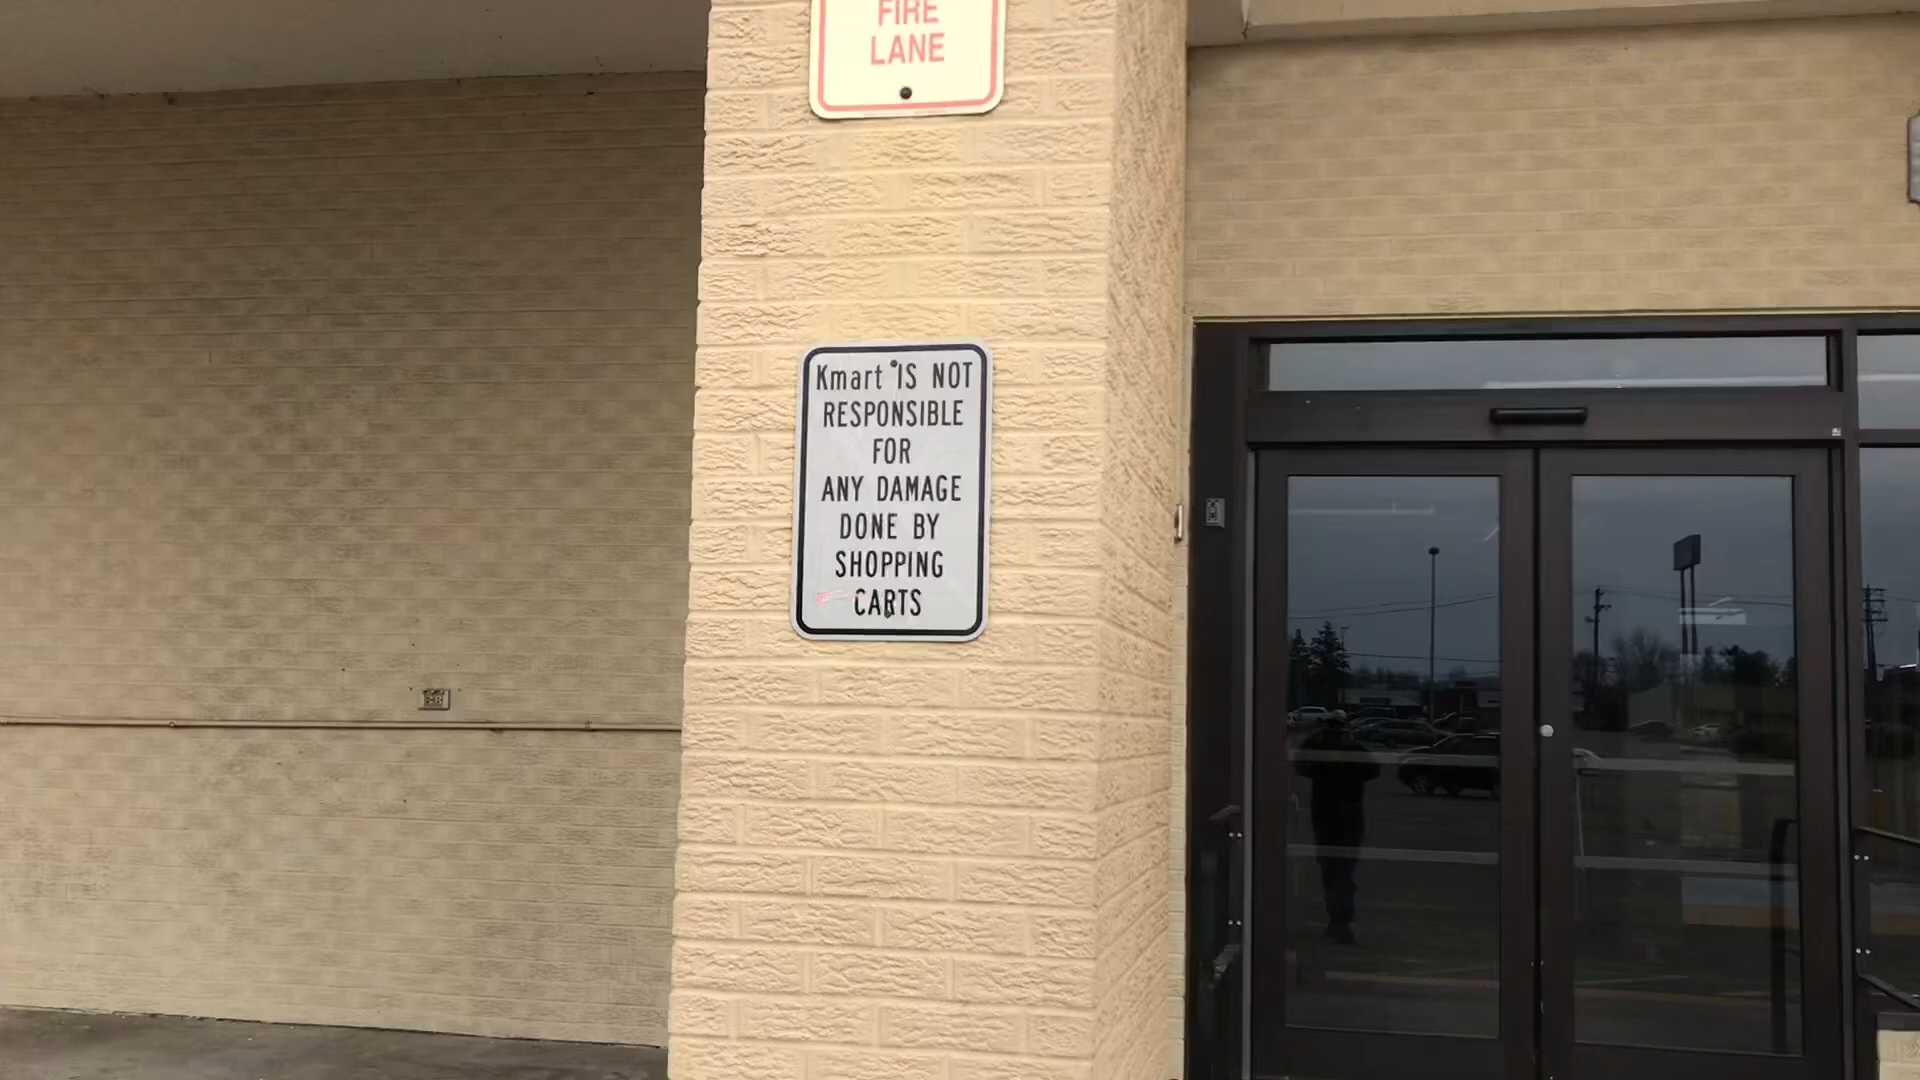 FIRE
LANE
Kmart IS NOT
RESPONSIBLE
FOR
ANY DAMAGE
DONE BY
SHOPPING
CARTS